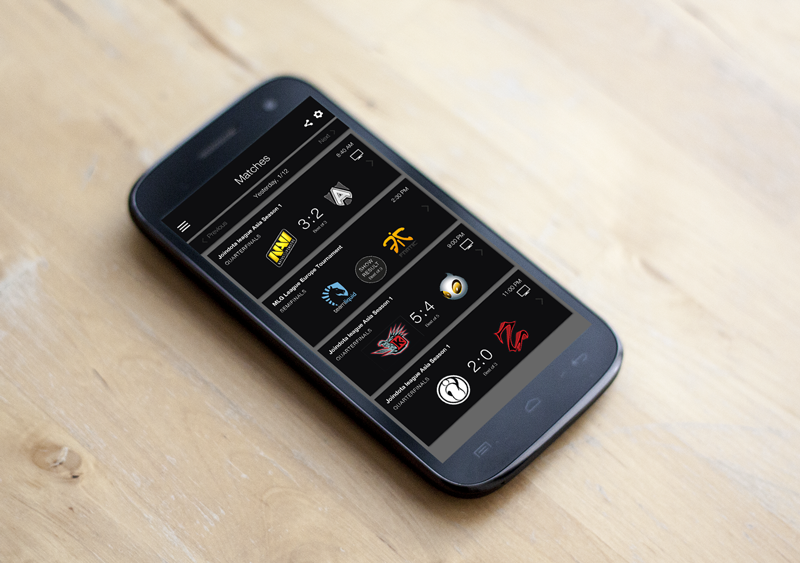 Matches
Previous
Yesterday, 1/12
Next
Joindota league Asia Season 1
8:40 AM
QUARTERFINALS
NAVI
3:2
Best of 3
MLG League Europe Tournament
2:30 PM
SEMIFINALS
teamliquid
SHOW
RESULT
Best of 3
FNATIC
Joindota league Asia Season 1
9:00 PM
QUARTERFINALS
5:4
Best of 5
Joindota league Asia Season 1
11:00 PM
QUARTERFINALS
2:0
Best of 3